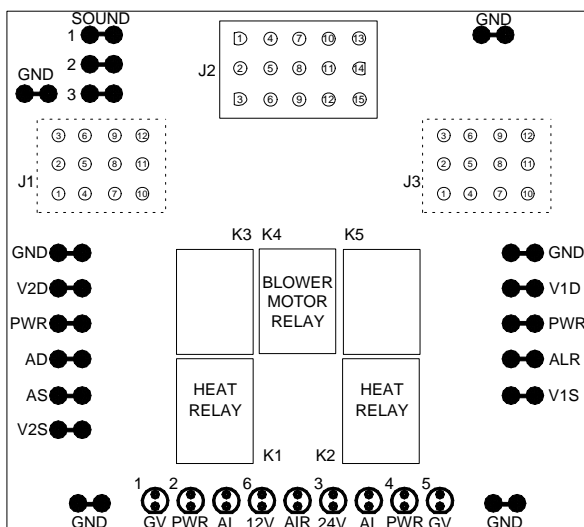 SOUND
1
2
3
GND
GND
J2
1 4 7 10 13
2 5 8 11 14
3 6 9 12 15
J1
3 6 9 12
2 5 8 11
1 4 7 10
J3
3 6 9 12
2 5 8 11
1 4 7 10
K3 K4 K5
BLOWER
MOTOR
RELAY
GND
V2D
PWR
AD
AS
V2S
GND
V1D
PWR
ALR
V1S
HEAT
RELAY
HEAT
RELAY
K1 K2
1 2 6 3 4 5
GND GV PWR AL 12V AIR 24V AL PWR GV GND